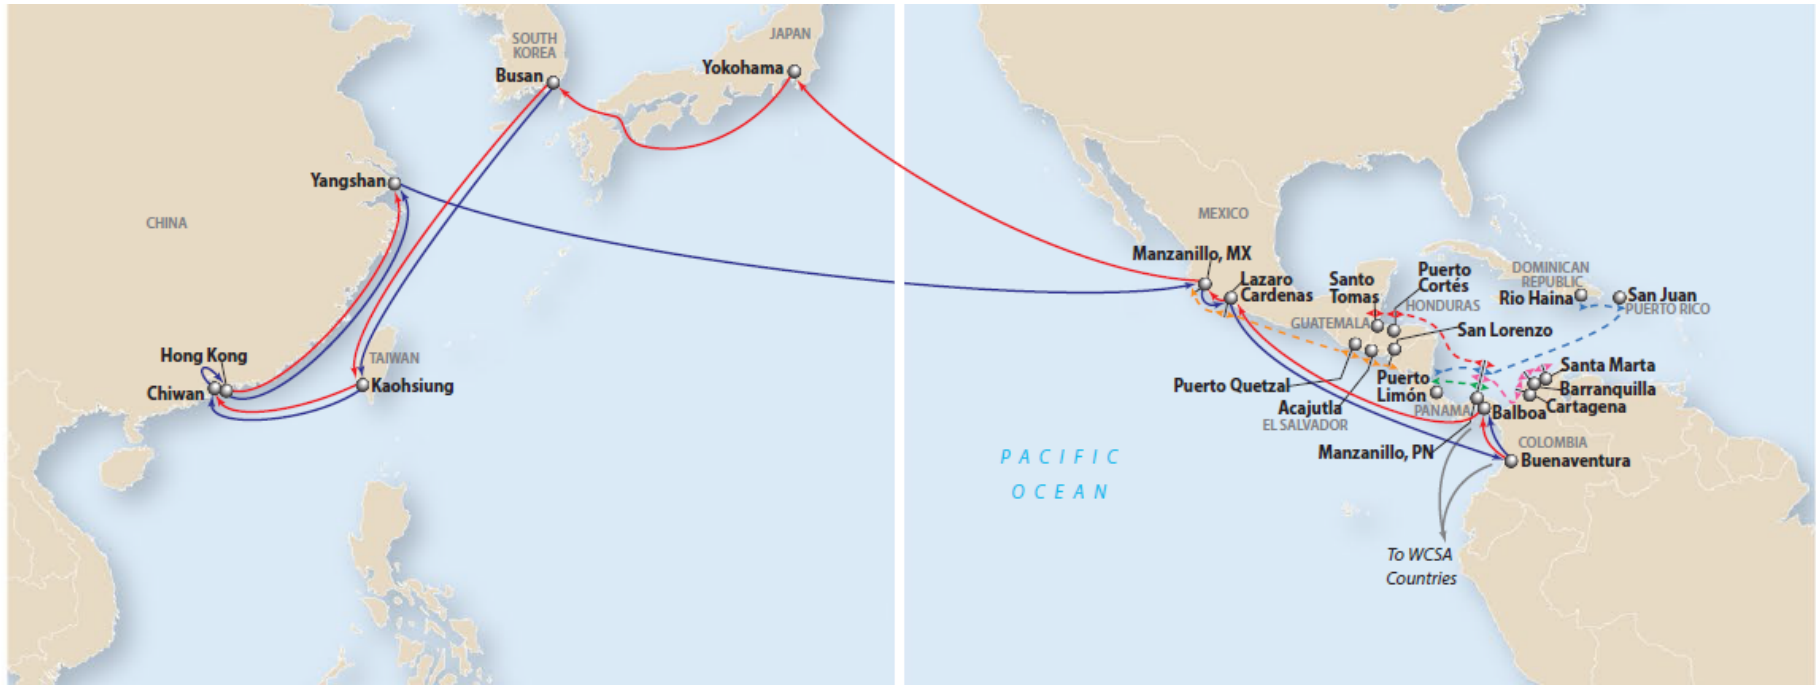 SOUTH
KOREA
JAPAN
Busan
Yokohama
Yangshan
CHINA
Hong Kong
Chiwan
TAIWAN
Kaohsiung
MEXICO
Manzanillo, MX
Lazaro
Cardenas
Santo
Tomas
Puerto
Cortés
HONDURAS
GUATEMALA
DOMINICAN
REPUBLIC
Rio Haina
San Juan
PUERTO RICO
San Lorenzo
Puerto Quetzal
Acajutla
EL SALVADOR
Puerto
Limón
PANAMA
Balboa
Santa Marta
Barranquilla
Cartagena
Manzanillo, PN
COLOMBIA
Buenaventura
PACIFIC
OCEAN
To WCSA
Countries